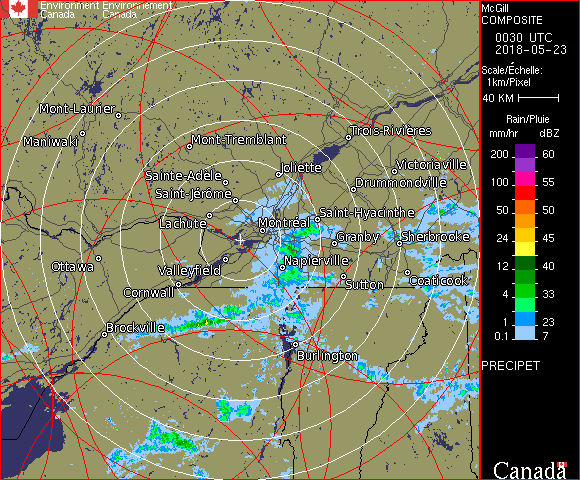 Environment Environnement
Canada Canada
McGill
COMPOSITE
0030 UTC
2018-05-23
Scale/Échelle:
1km/Pixel
40 KM
Rain/Pluie
mm/hr dBZ
200 60
100 55
50 50
24 45
12 40
4 33
1 23
0.1 7
PRECIPET
Canada
Mont-Laurier
Maniwaki
Mont-Tremblant
Trois-Rivières
Joliette
Victoriaville
Sainte-Adèle
Drummondville
Saint-Jérôme
Lachute
Saint-Hyacinthe
Montréal
Granby
Sherbrooke
Ottawa
Valleyfield
Napierville
Cornwall
Sutton
Coaticook
Brockville
Burlington